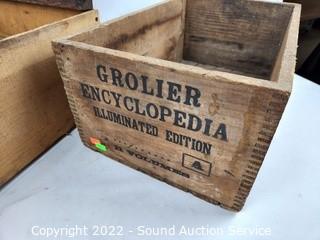 GROLIER
ENCYCLOPEDIA
ILLUMINATED EDITION
VOLUMES
A
Copyright 2022 - Sound Auction Service